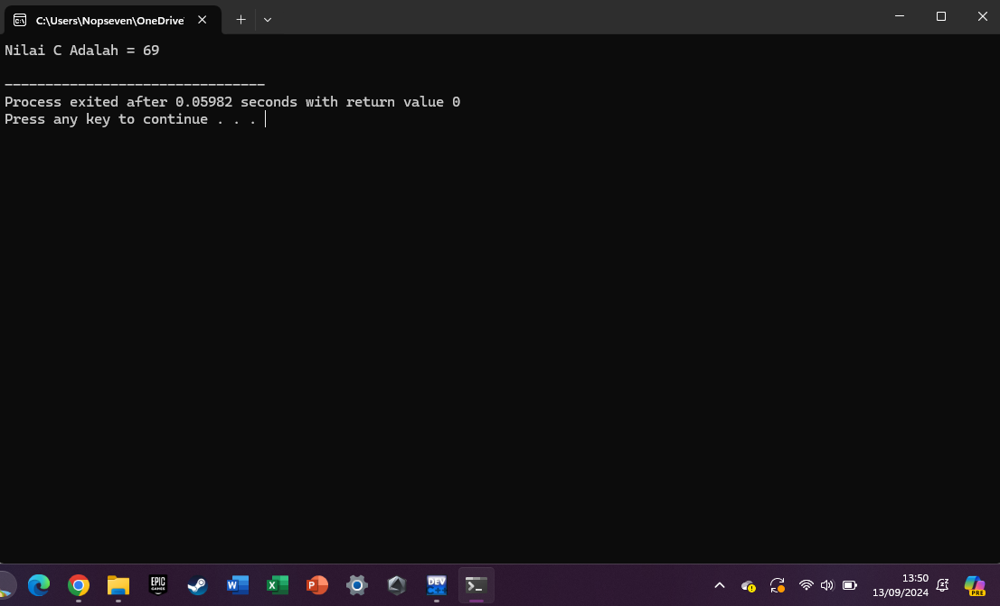 C:\Users\Nopseven\OneDrive
Nilai C Adalah = 69
--------------------------------
Process exited after 0.05982 seconds with return value 0
Press any key to continue . . .
EPIC
GAMES
W
X
P
DEV
C++
13:50
13/09/2024
PRE